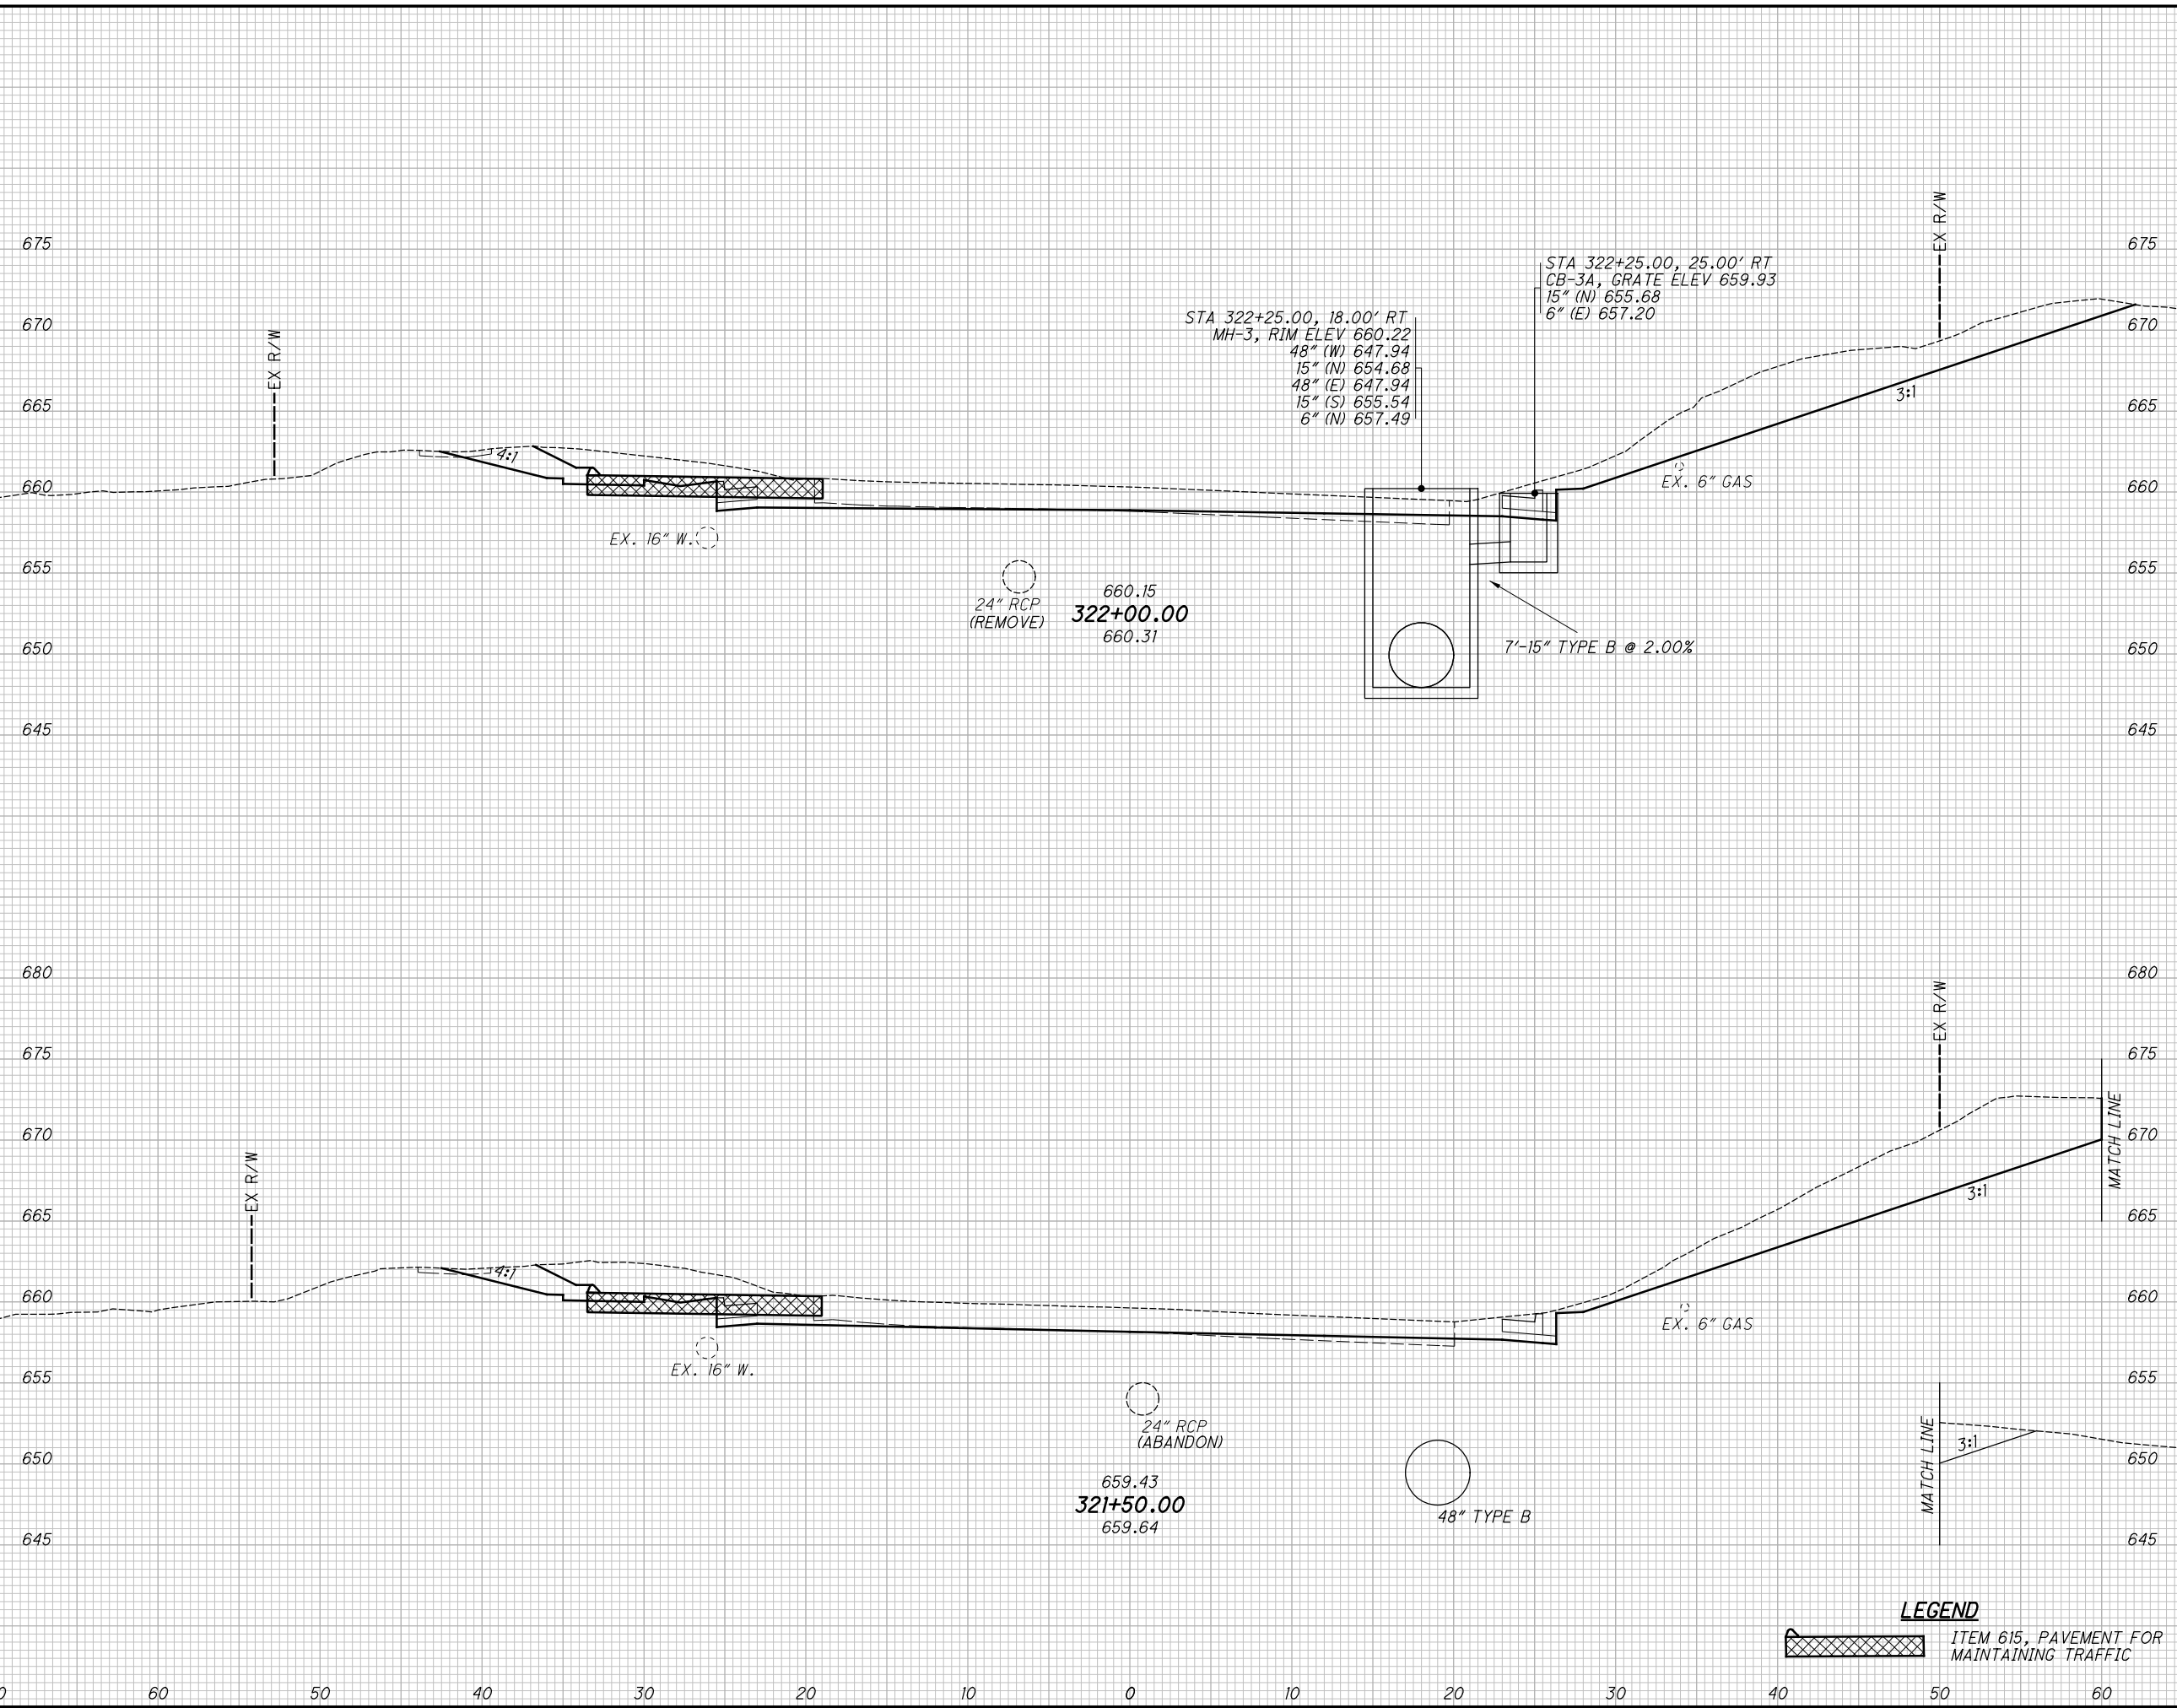 EX R/W
675
EX R/W
675
STA 322+25.00, 25.00' RT
CB-3A, GRATE ELEV 659.93
15" (N) 655.68
6" (E) 657.20
STA 322+25.00, 18.00' RT
MH-3, RIM ELEV 660.22
48" (W) 647.94
15" (N) 654.68
48" (E) 647.94
15" (S) 655.54
6" (N) 657.49
670
670
665
3:1
665
4:1
660
EX. 6" GAS
660
EX. 16" W.
655
655
24" RCP
(REMOVE)
660.15
322+00.00
660.31
650
7'-15" TYPE B @ 2.00%
650
645
645
680
680
EX R/W
675
675
MATCH LINE
670
670
EX R/W
3:1
665
665
4:1
660
660
EX. 6" GAS
EX. 16" W.
655
655
24" RCP
(ABANDON)
MATCH LINE
3:1
650
650
659.43
321+50.00
659.64
48" TYPE B
645
645
LEGEND
ITEM 615, PAVEMENT FOR
MAINTAINING TRAFFIC
0 60 50 40 30 20 10 0 10 20 30 40 50 60